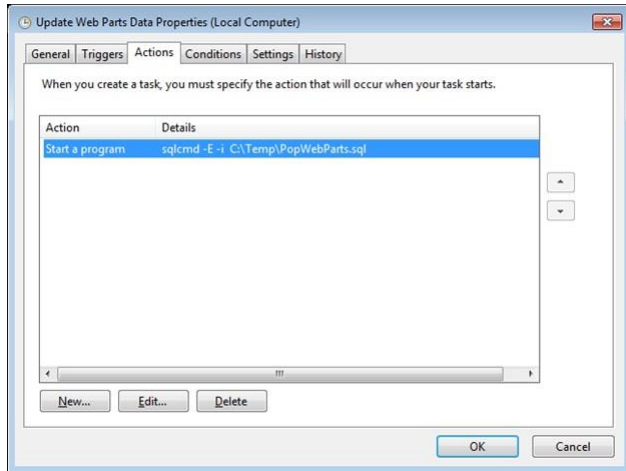 Update Web Parts Data Properties (Local Computer)
General Triggers Actions Conditions Settings History
When you create a task, you must specify the action that will occur when your task starts.
Action Details
Start a program sqlcmd -E -i C:\Temp\PopWebParts.sql
New... Edit... Delete
OK Cancel